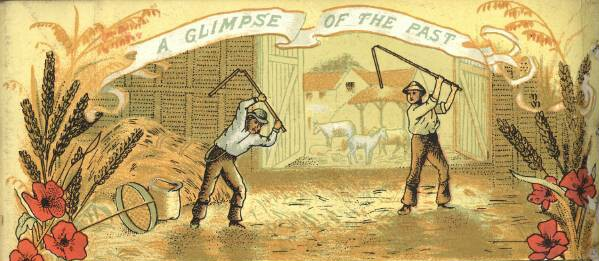 A GLIMPSE OF THE PAST